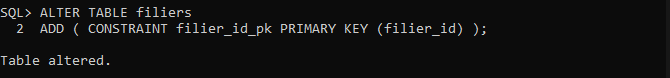 SQL> ALTER TABLE filiers
  2  ADD ( CONSTRAINT filier_id_pk PRIMARY KEY (filier_id) );
Table altered.